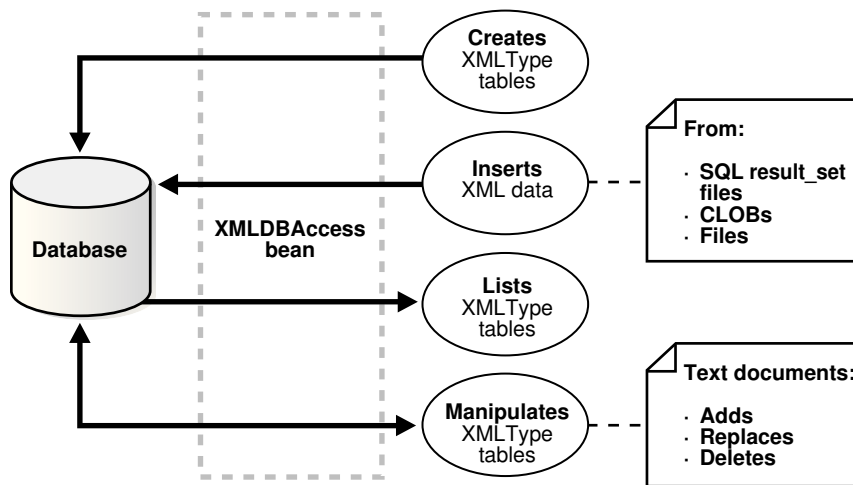 Creates
XMLType
tables
Inserts
XML data
From:
· SQL result_set
files
· CLOBs
· Files
Database
XMLDBAccess
bean
Lists
XMLType
tables
Manipulates
XMLType
tables
Text documents:
· Adds
· Replaces
· Deletes